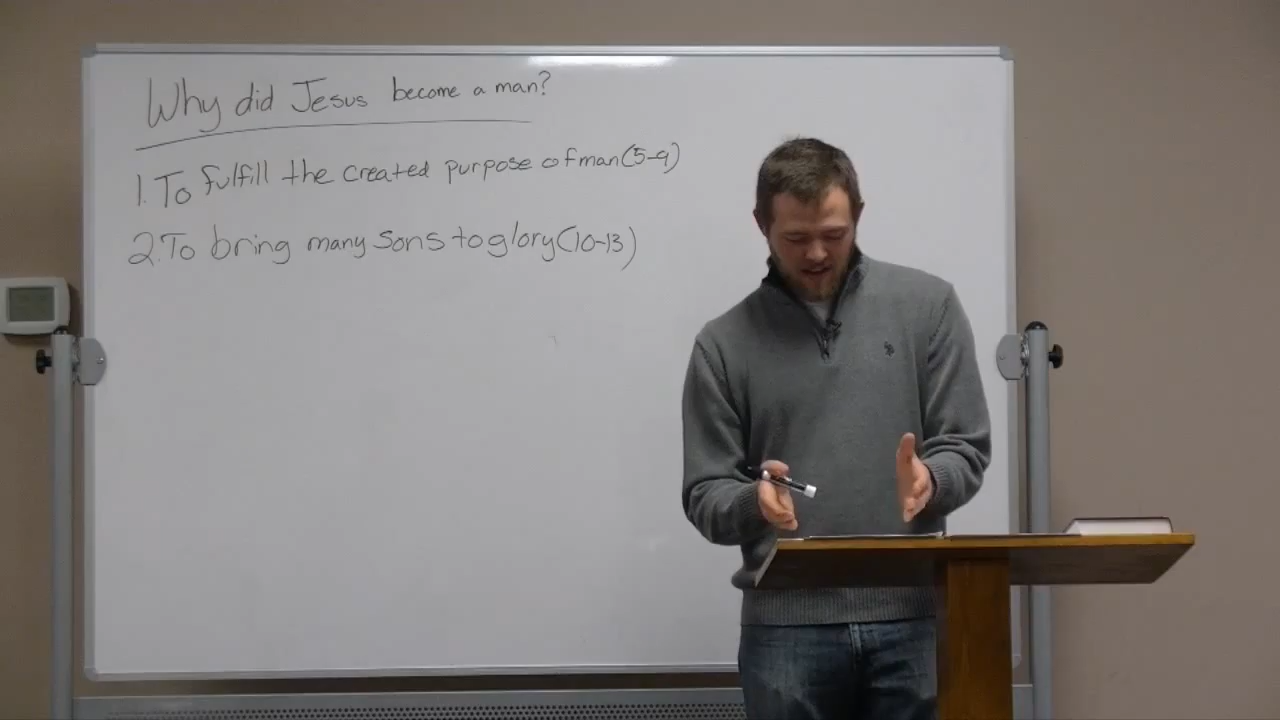 Why did Jesus become a man?
1. To fulfill the created purpose of man (5-9)
2. To bring many sons to glory (10-13)